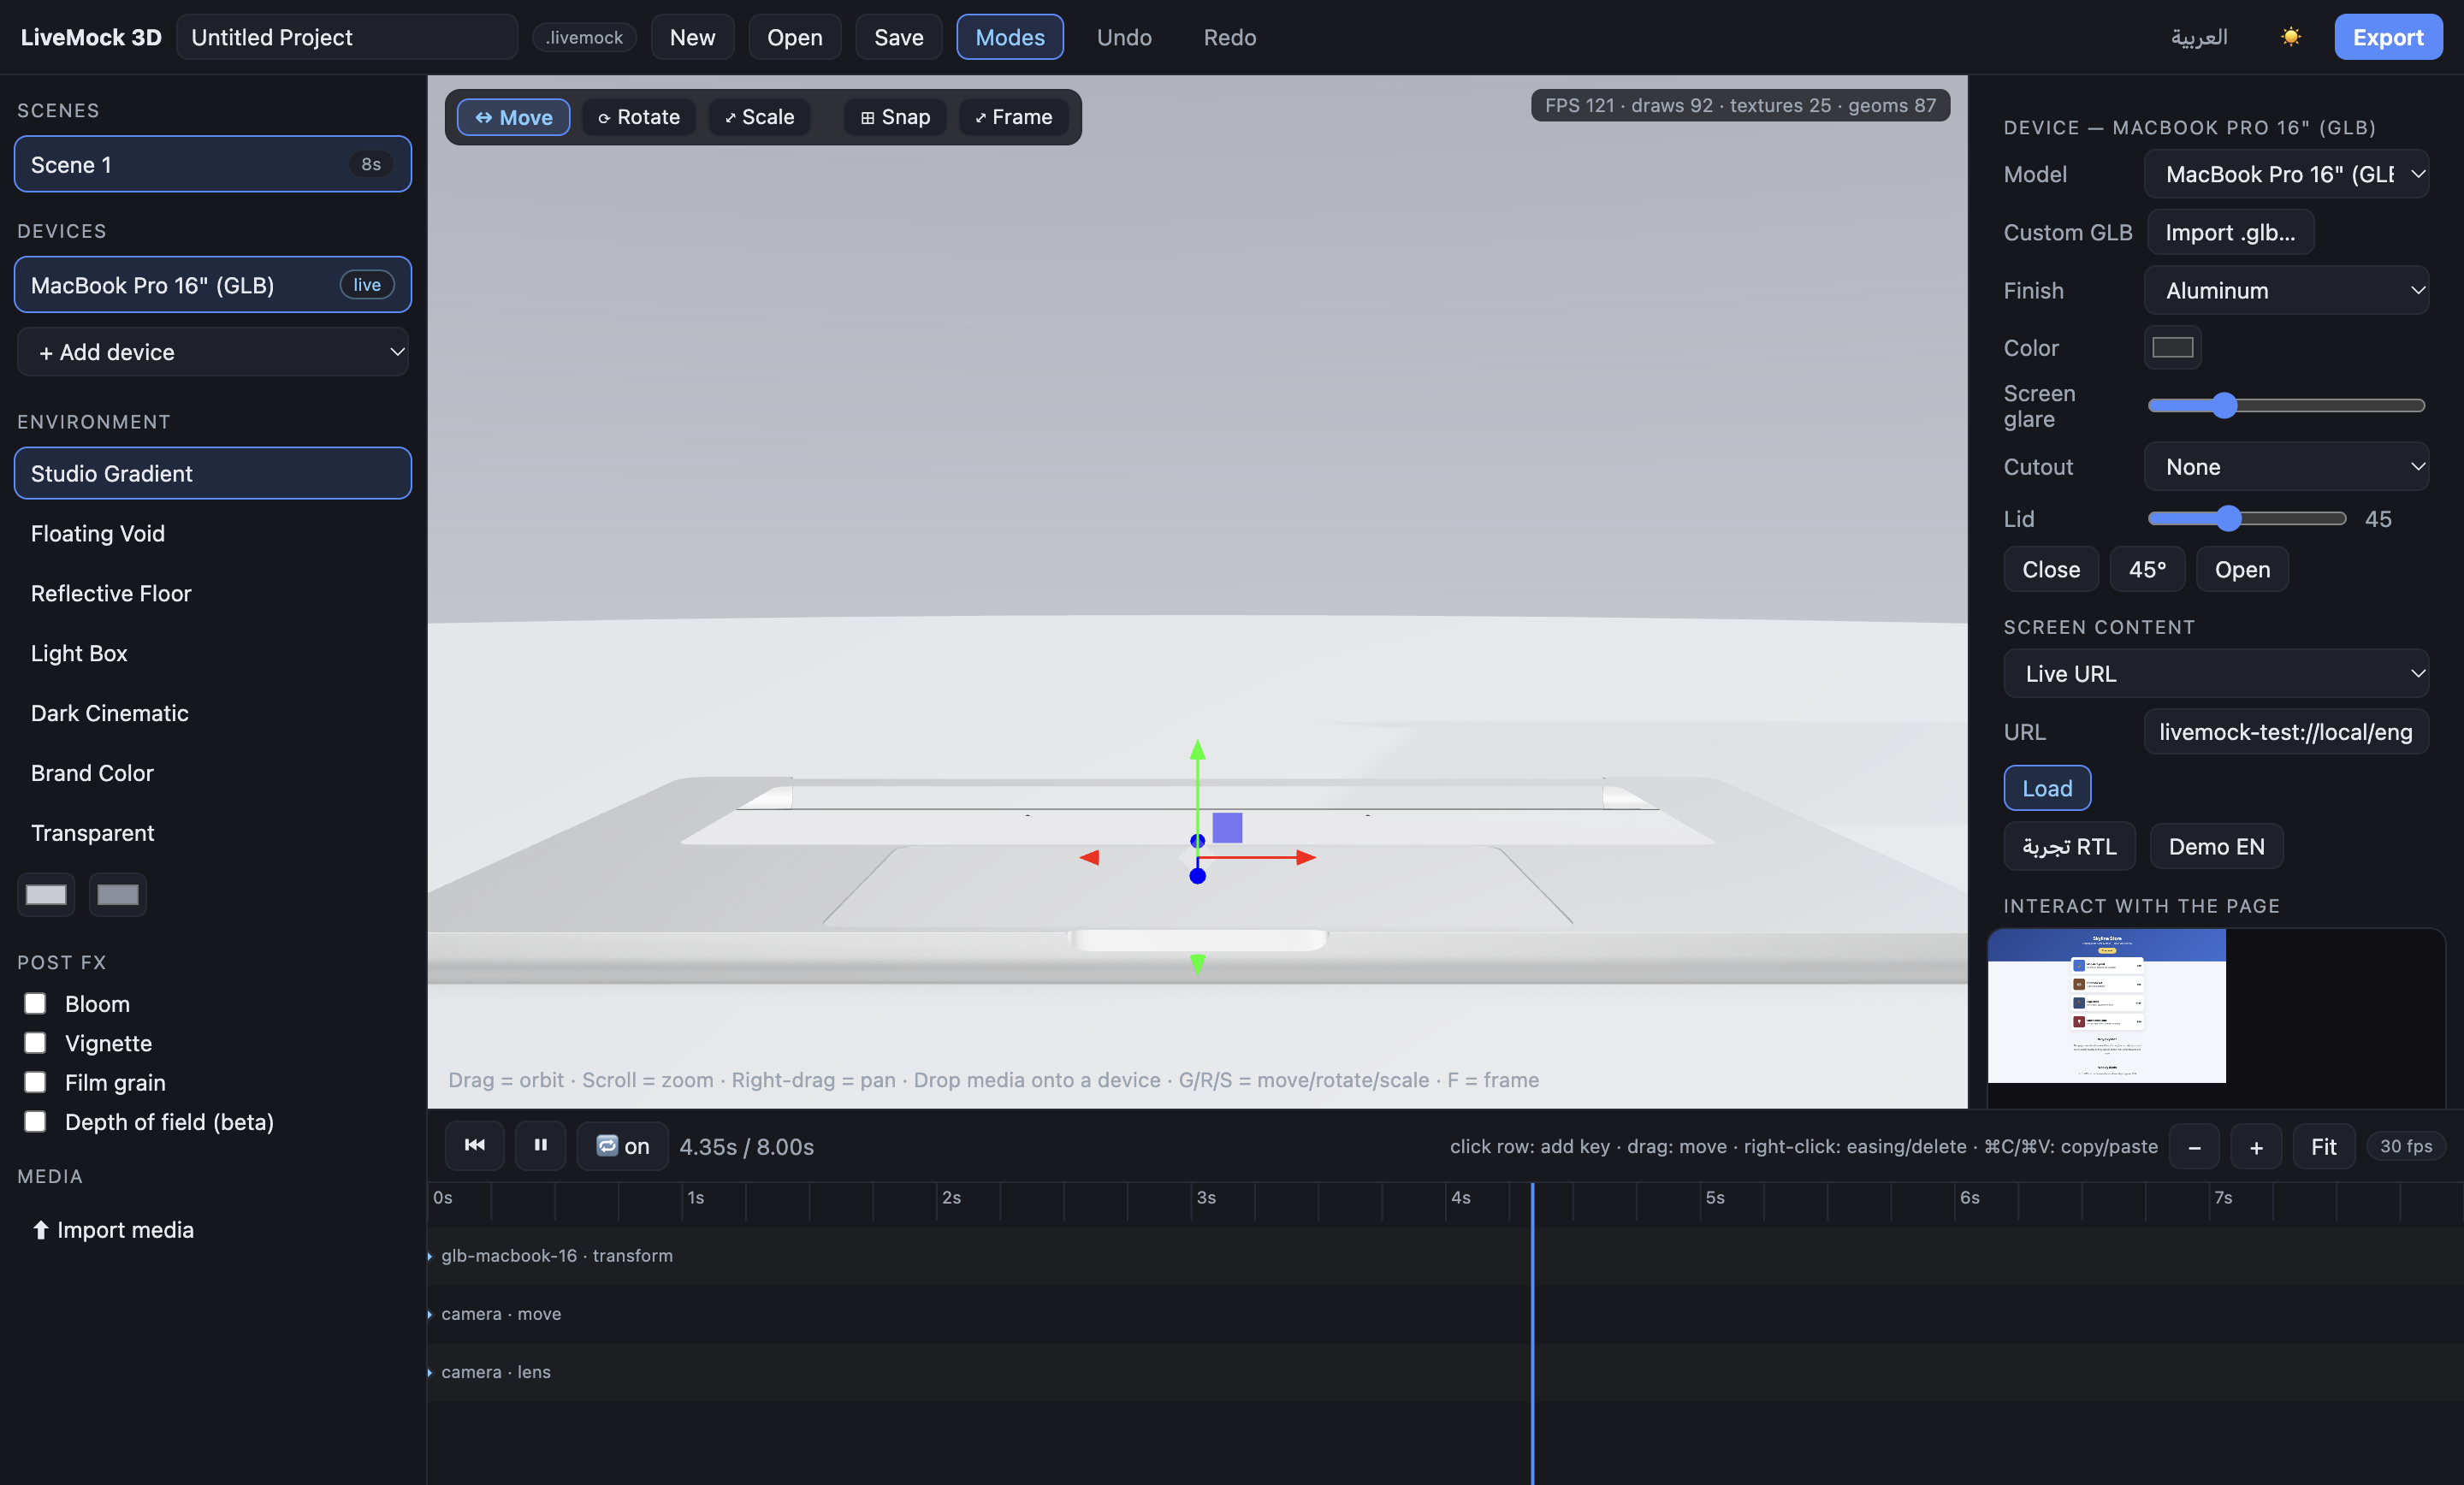 LiveMock 3D
Untitled Project
.livemock
New
Open
Save
Modes
Undo
Redo
العربية
Export
SCENES
Scene 1
8s
DEVICES
MacBook Pro 16" (GLB)
live
+ Add device
ENVIRONMENT
Studio Gradient
Floating Void
Reflective Floor
Light Box
Dark Cinematic
Brand Color
Transparent
POST FX
Bloom
Vignette
Film grain
Depth of field (beta)
MEDIA
⬆ Import media
↔ Move
⟳ Rotate
⤢ Scale
⊞ Snap
⤢ Frame
FPS 121 · draws 92 · textures 25 · geoms 87
Drag = orbit · Scroll = zoom · Right-drag = pan · Drop media onto a device · G/R/S = move/rotate/scale · F = frame
DEVICE — MACBOOK PRO 16" (GLB)
Model
MacBook Pro 16" (GLB
Custom GLB
Import .glb…
Finish
Aluminum
Color
Screen glare
Cutout
None
Lid
45
Close
45°
Open
SCREEN CONTENT
Live URL
URL
livemock-test://local/eng
Load
تجربة RTL
Demo EN
INTERACT WITH THE PAGE
Skyline Store
🔁 on
4.35s / 8.00s
click row: add key · drag: move · right-click: easing/delete · ⌘C/⌘V: copy/paste
−
+
Fit
30 fps
0s
1s
2s
3s
4s
5s
6s
7s
glb-macbook-16 · transform
camera · move
camera · lens